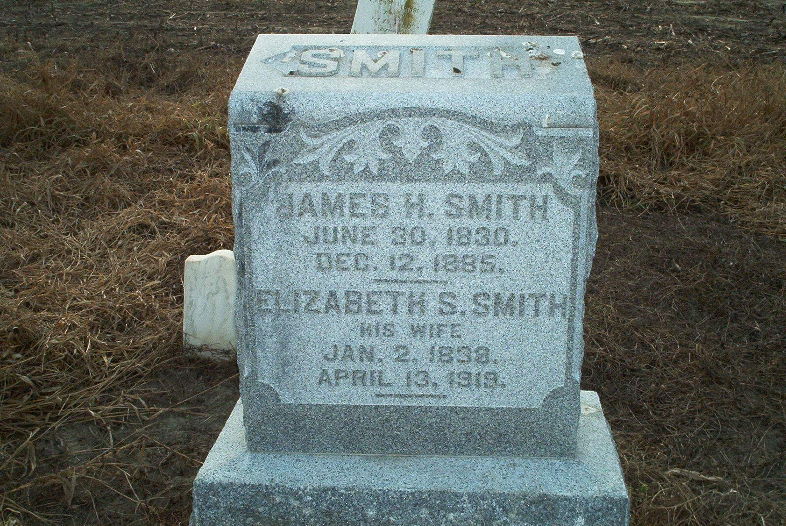 SMITH
JAMES H. SMITH
JUNE 30, 1830.
DEC. 12, 1885.
ELIZABETH S. SMITH
HIS WIFE
JAN. 2, 1838.
APRIL 13, 1919.